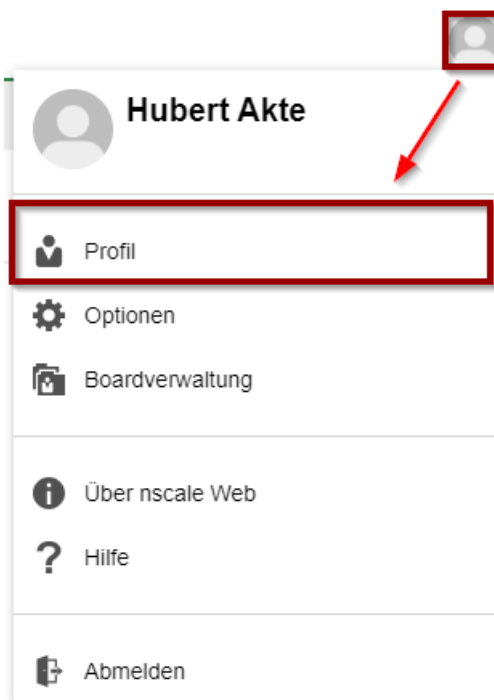 Hubert Akte
Profil
Optionen
Boardverwaltung
Über nscale Web
Hilfe
Abmelden